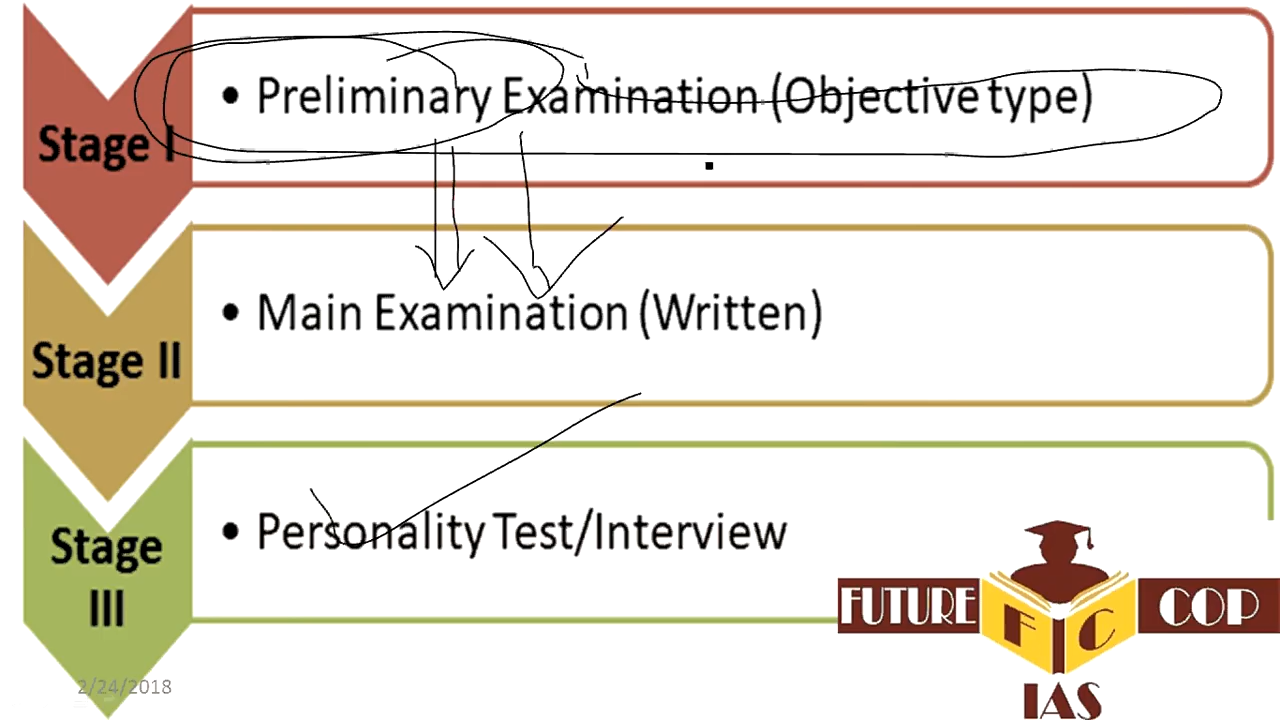 Stage I
• Preliminary Examination (Objective type)
Stage II
• Main Examination (Written)
Stage
III
• Personality Test/Interview
2/24/2018
FUTURE
F C
COP
IAS